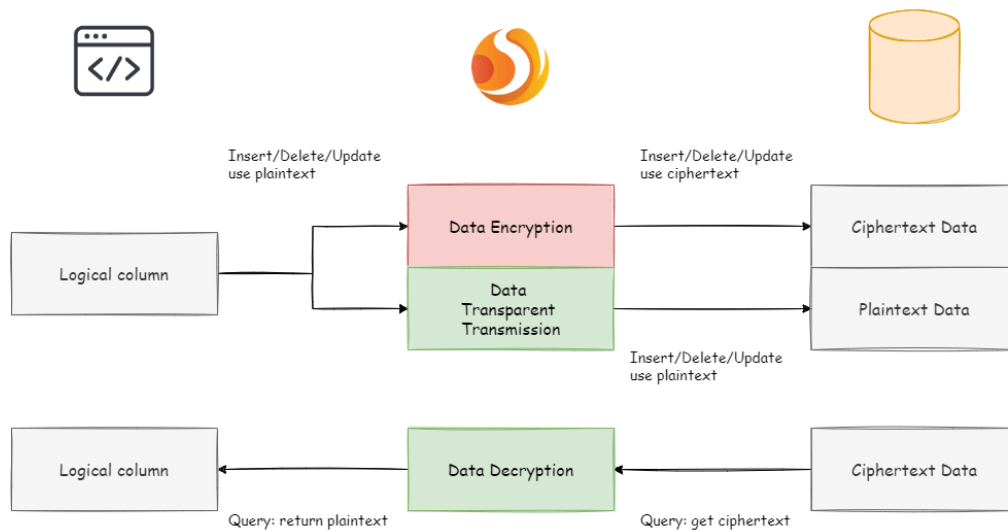 </>
Insert/Delete/Update
use plaintext
Insert/Delete/Update
use ciphertext
Logical column
Data Encryption
Ciphertext Data
Data
Transparent
Transmission
Plaintext Data
Insert/Delete/Update
use plaintext
Logical column
Data Decryption
Ciphertext Data
Query: return plaintext
Query: get ciphertext